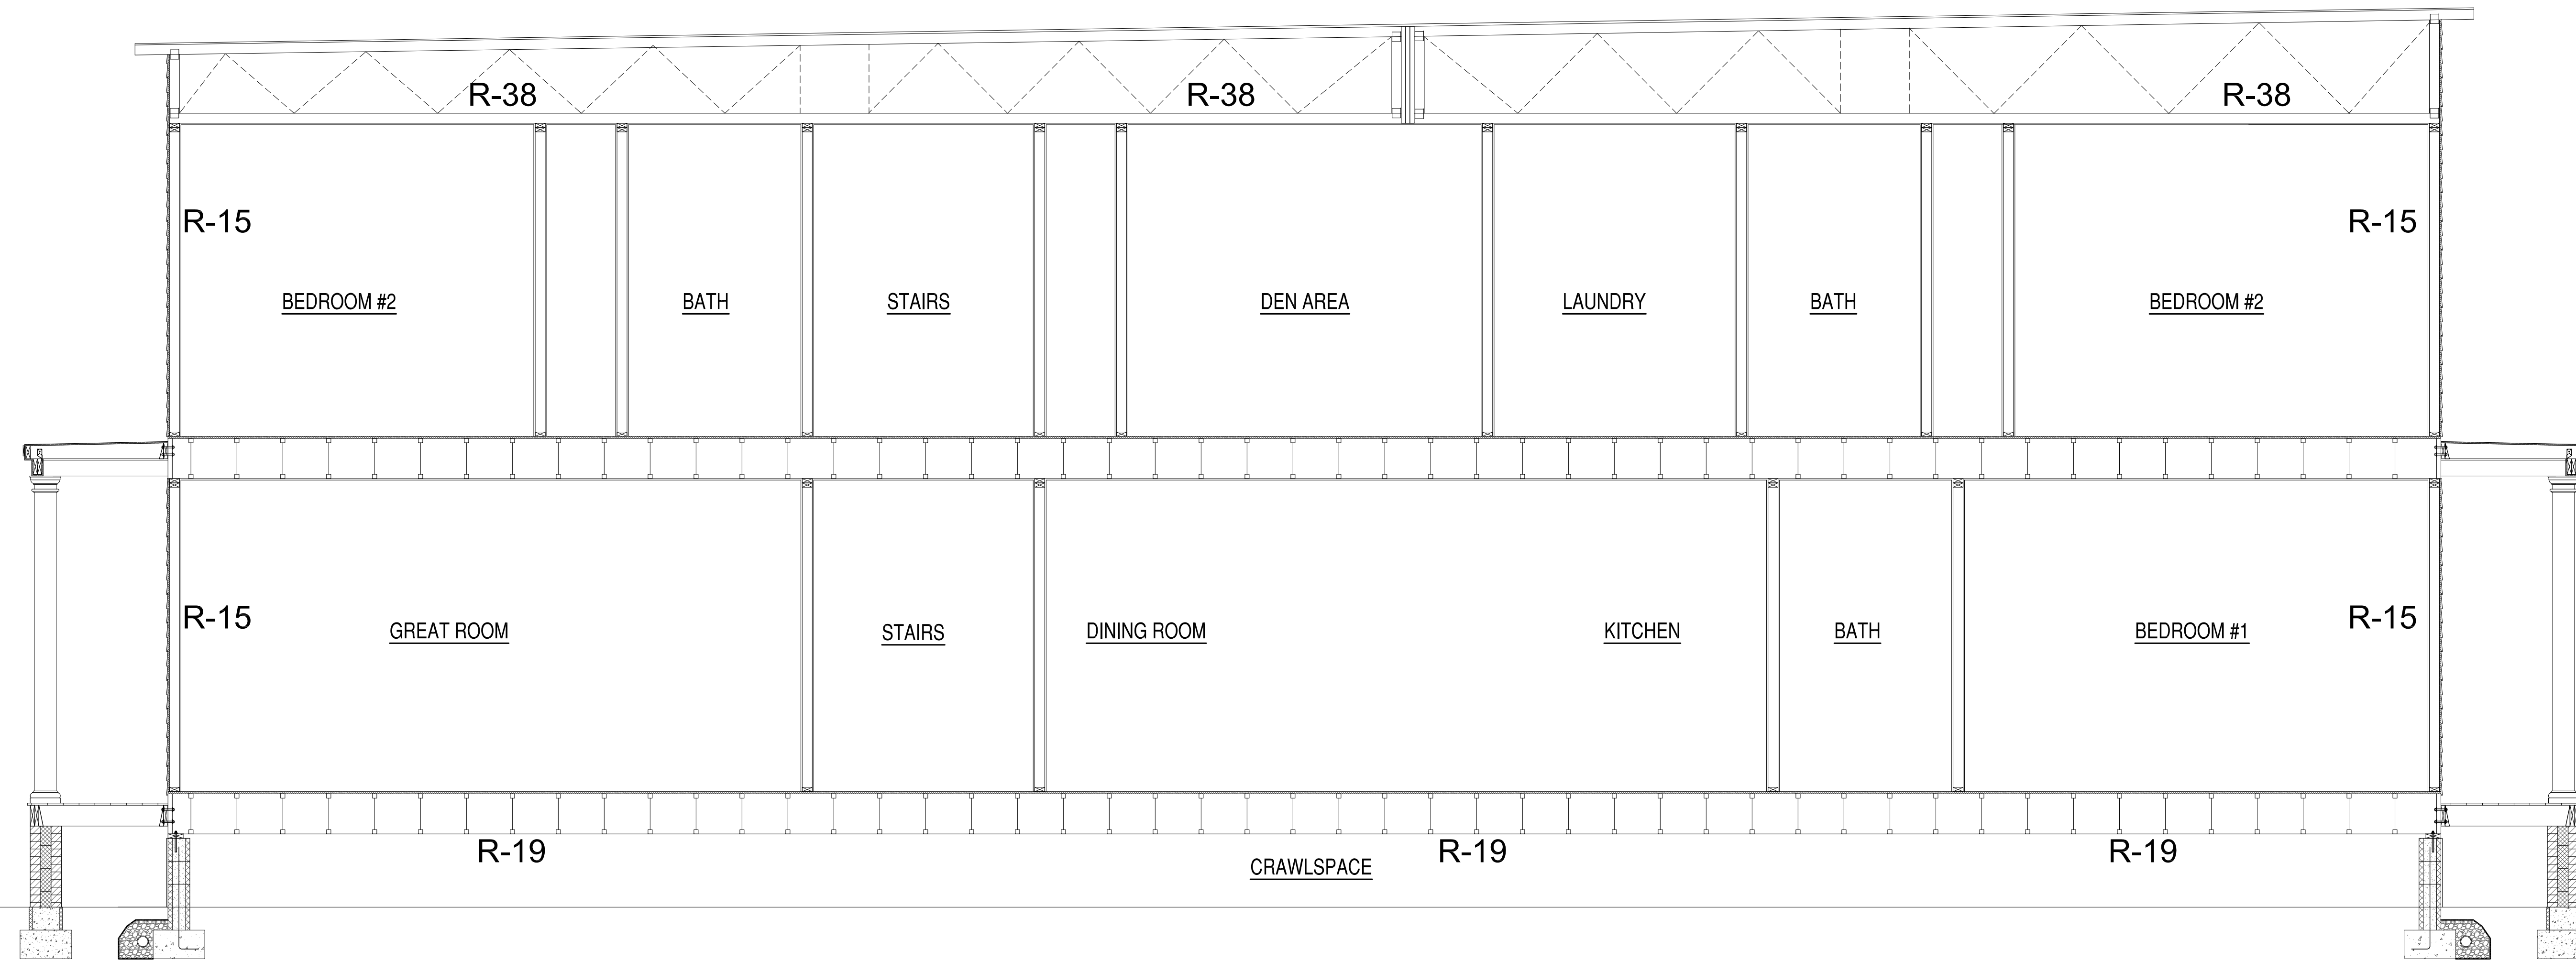 R-38
R-38
R-38
R-15
R-15
BEDROOM #2
BATH
STAIRS
DEN AREA
LAUNDRY
BATH
BEDROOM #2
R-15
R-15
GREAT ROOM
STAIRS
DINING ROOM
KITCHEN
BATH
BEDROOM #1
R-19
R-19
R-19
CRAWLSPACE